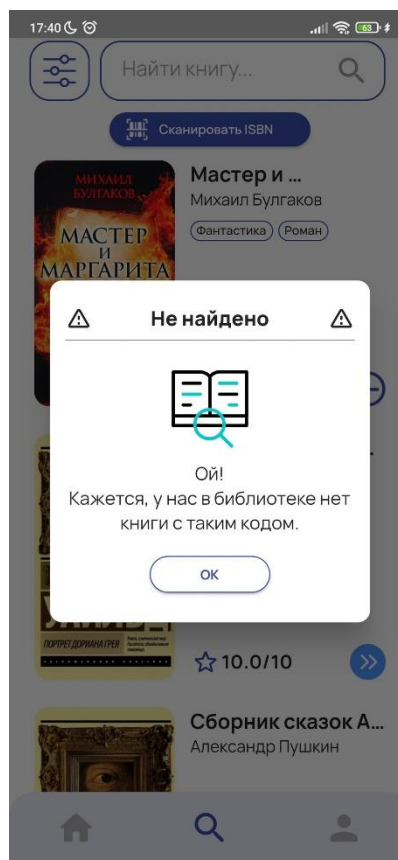 17:40
63
Найти книгу...
Сканировать ISBN
МИХАИЛ
БУЛГАКОВ
МАСТЕР
И
МАРГАРИТА
Мастер и ...
Михаил Булгаков
Фантастика Роман
Не найдено
Ой!
Кажется, у нас в библиотеке нет
книги с таким кодом.
ОК
ПОРТРЕТ ДОРИАНА ГРЕЯ
10.0/10
Сборник сказок А...
Александр Пушкин